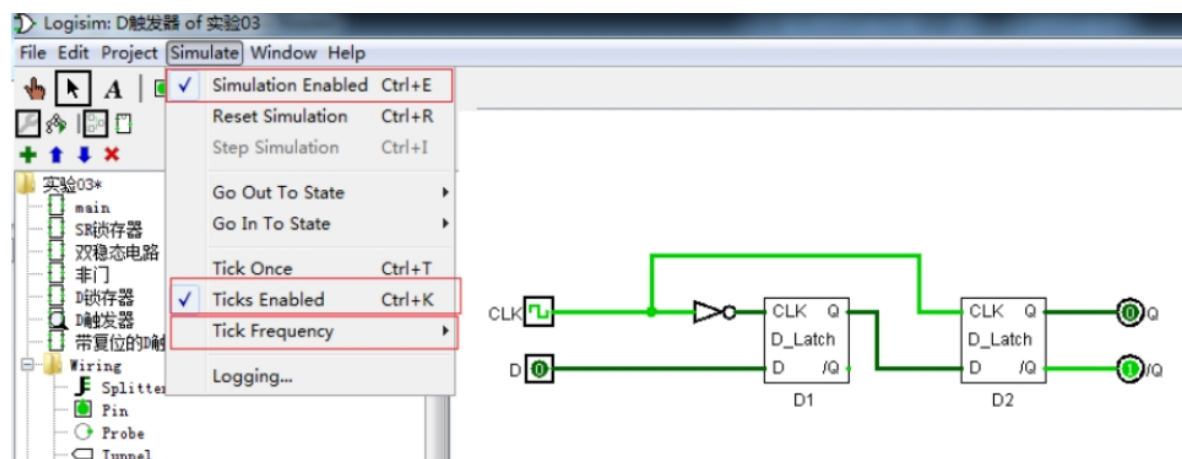 Logisim: D触发器 of 实验03
File Edit Project Simulate Window Help
A
Simulation Enabled Ctrl+E
Reset Simulation Ctrl+R
Step Simulation Ctrl+I
Go Out To State
Go In To State
Tick Once Ctrl+T
Ticks Enabled Ctrl+K
Tick Frequency
Logging...
实验03*
main
SR锁存器
双稳态电路
非门
D锁存器
D触发器
带复位的D触
Wiring
Splitter
Pin
Probe
Tunnel
CLK
D 0
CLK Q
D_Latch
D /Q
D1
CLK Q
D_Latch
D /Q
D2
0 Q
1 /Q